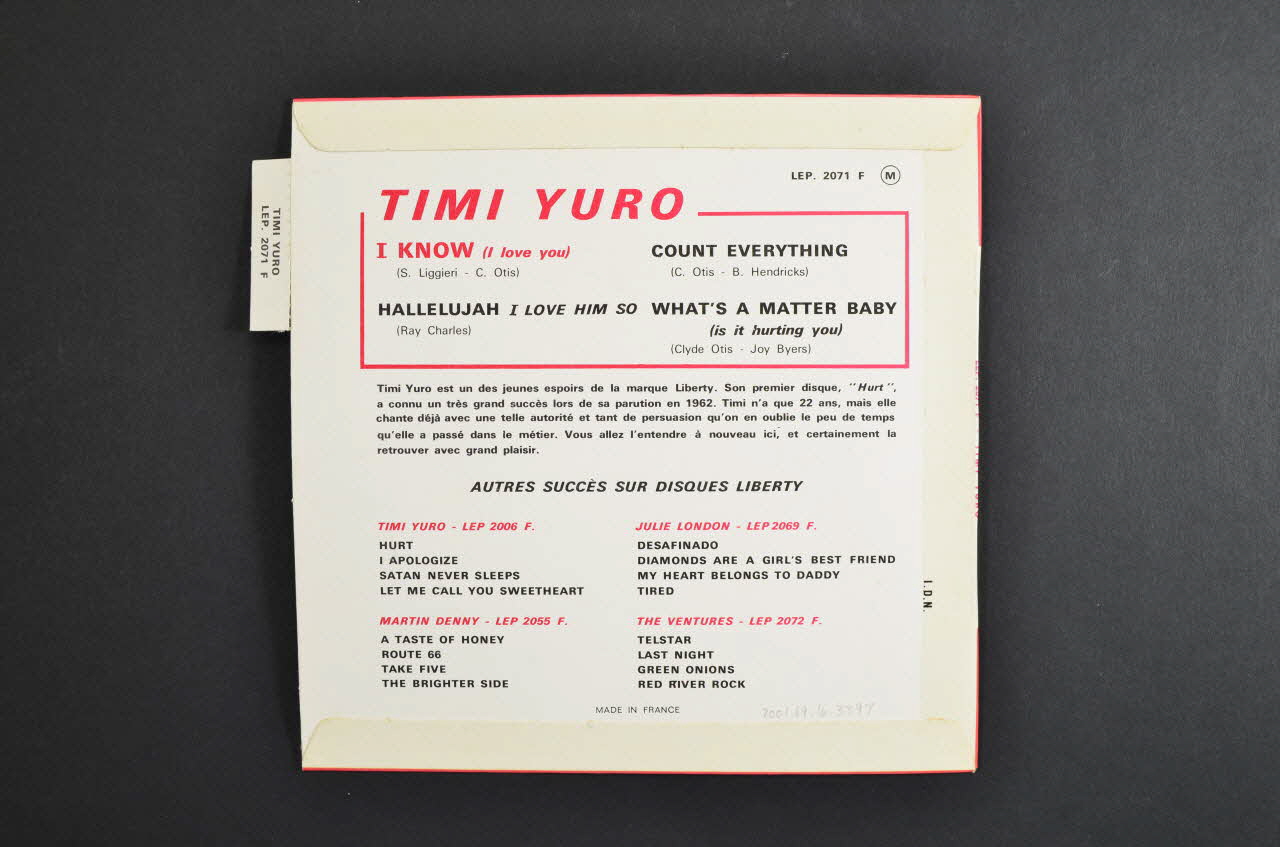 TIMI YURO
LEP. 2071 F
LEP. 2071 F M
TIMI YURO
I KNOW (I love you)
(S. Liggieri - C. Otis)
HALLELUJAH I LOVE HIM SO
(Ray Charles)
COUNT EVERYTHING
(C. Otis - B. Hendricks)
WHAT'S A MATTER BABY
(is it hurting you)
(Clyde Otis - Joy Byers)
Timi Yuro est un des jeunes espoirs de la marque Liberty. Son premier disque, "Hurt",
a connu un très grand succès lors de sa parution en 1962. Timi n'a que 22 ans, mais elle
chante déjà avec une telle autorité et tant de persuasion qu'on en oublie le peu de temps
qu'elle a passé dans le métier. Vous allez l'entendre à nouveau ici, et certainement la
retrouver avec grand plaisir.
AUTRES SUCCÈS SUR DISQUES LIBERTY
TIMI YURO - LEP 2006 F.
HURT
I APOLOGIZE
SATAN NEVER SLEEPS
LET ME CALL YOU SWEETHEART
JULIE LONDON - LEP 2069 F.
DESAFINADO
DIAMONDS ARE A GIRL'S BEST FRIEND
MY HEART BELONGS TO DADDY
TIRED
MARTIN DENNY - LEP 2055 F.
A TASTE OF HONEY
ROUTE 66
TAKE FIVE
THE BRIGHTER SIDE
THE VENTURES - LEP 2072 F.
TELSTAR
LAST NIGHT
GREEN ONIONS
RED RIVER ROCK
I.D.N.
MADE IN FRANCE